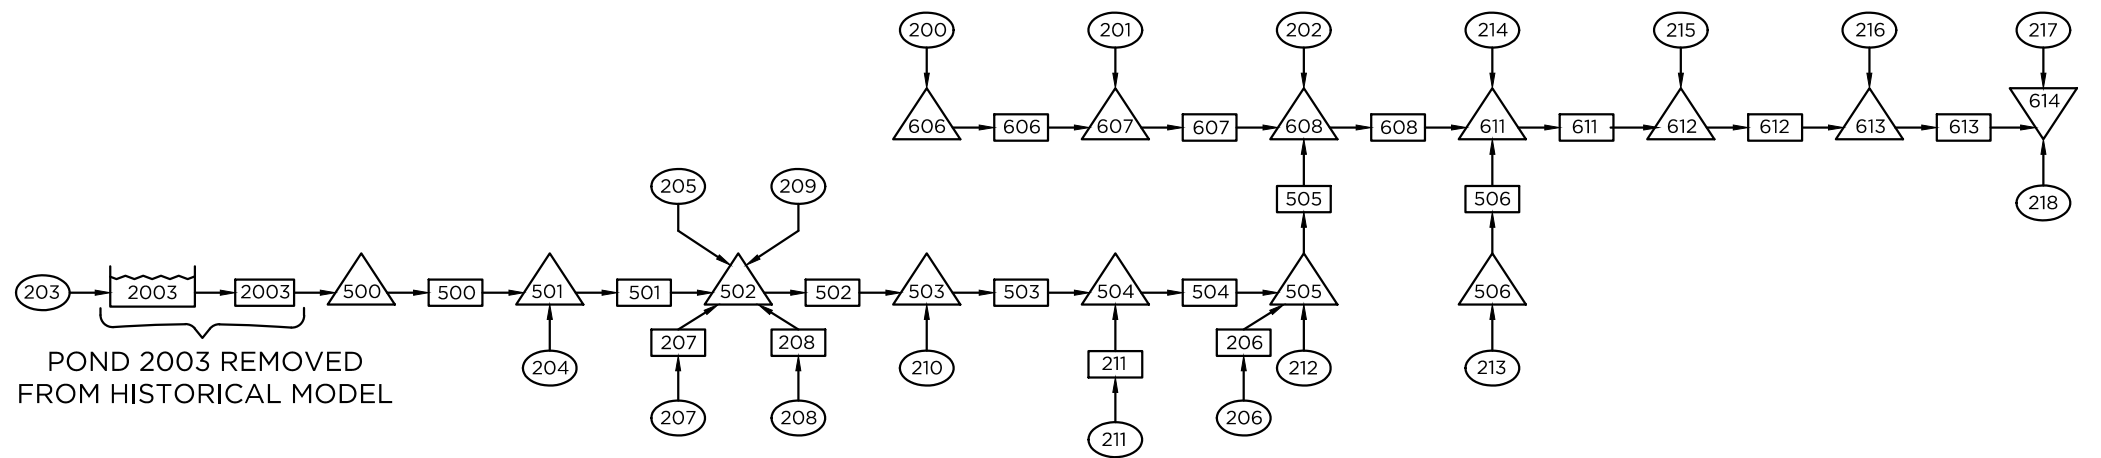 200 201 202 214 215 216 217
606 606 607 607 608 608 611 611 612 612 613 613 614
205 209 505 506 218
203 2003 2003 500 500 501 501 502 502 503 503 504 504 505 506
207 208 206
POND 2003 REMOVED
FROM HISTORICAL MODEL
204 210 211 212 213
207 208 206
211